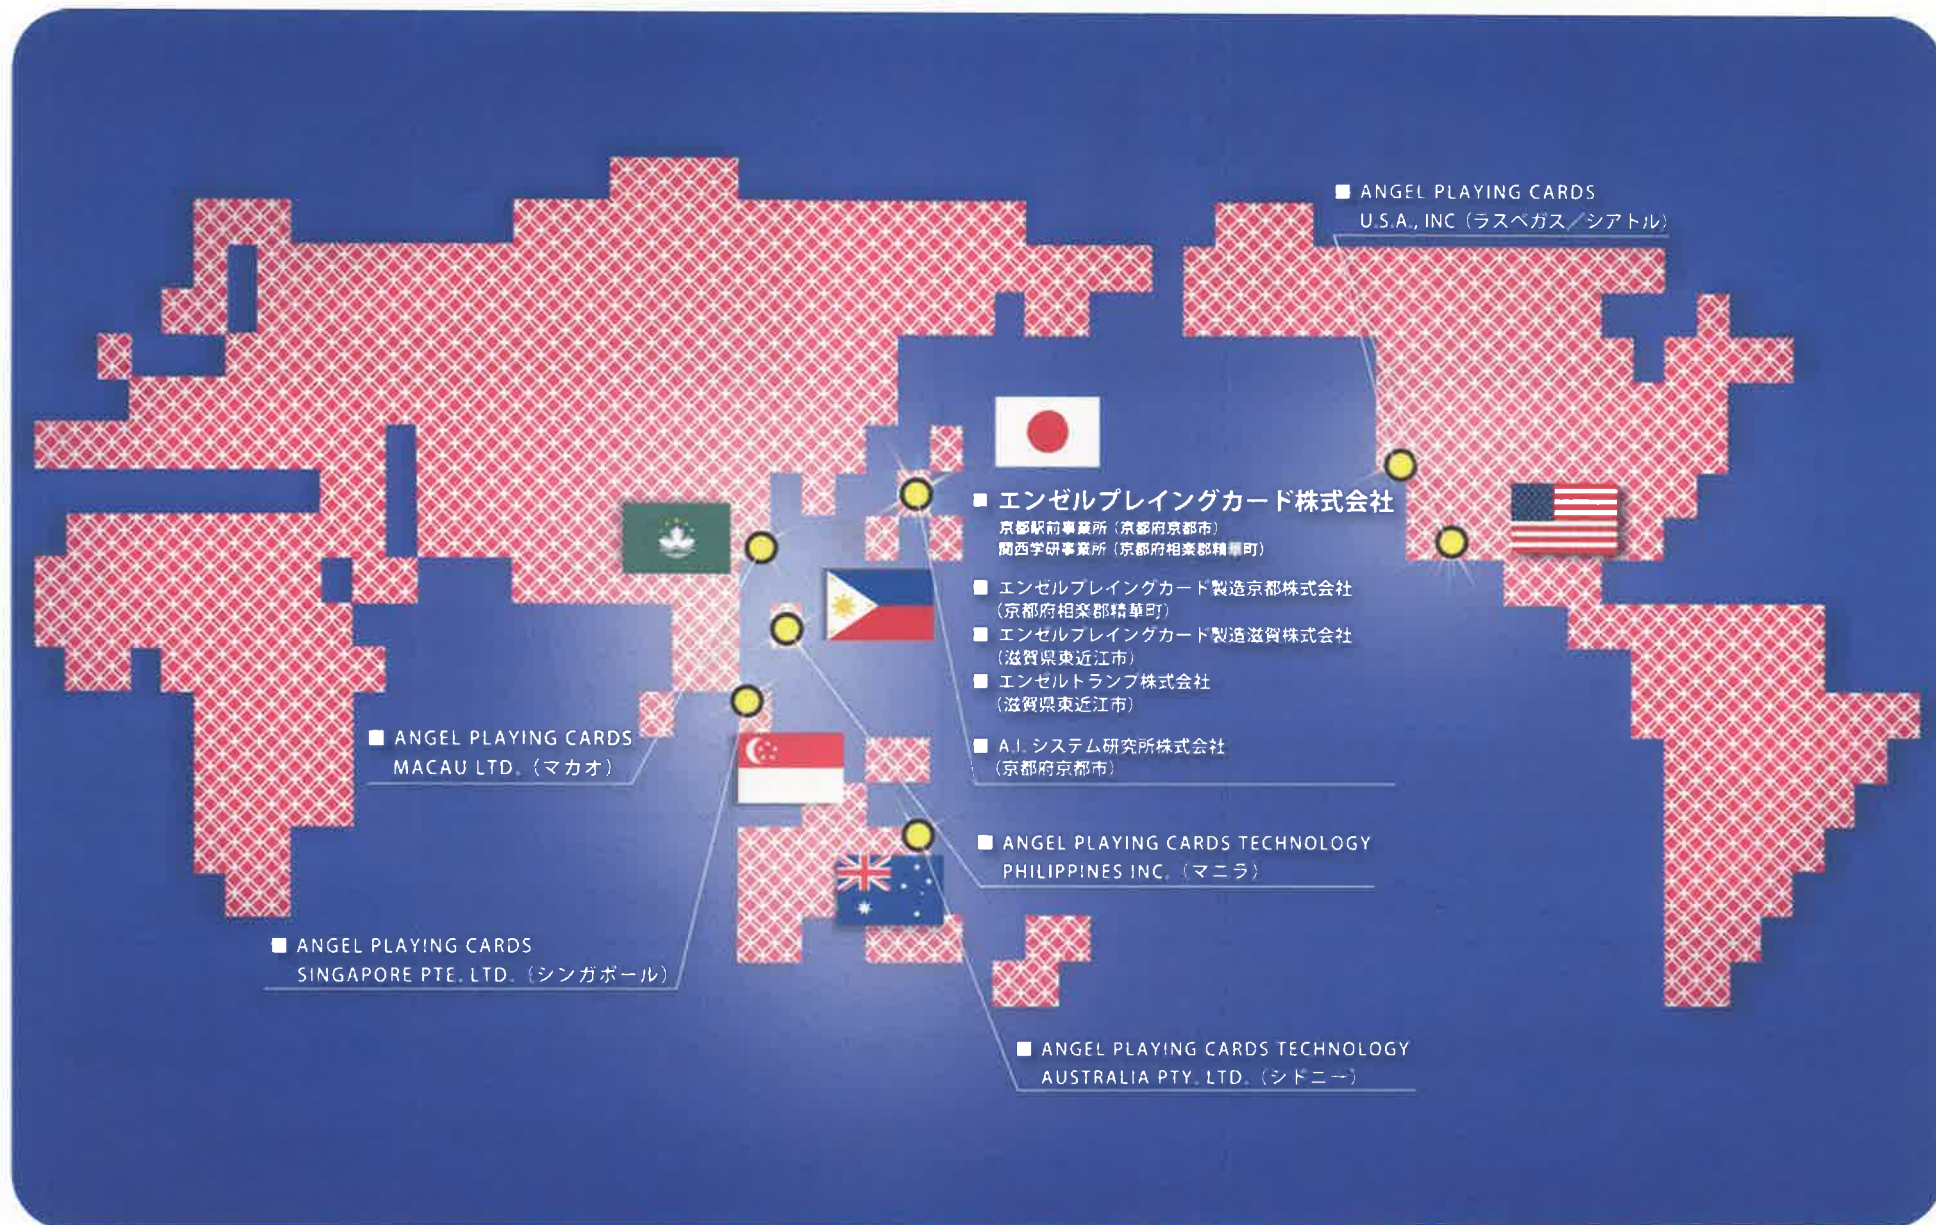 ■ ANGEL PLAYING CARDS
U.S.A., INC（ラスベガス／シアトル）
■ エンゼルプレイングカード株式会社
京都駅前事業所（京都府京都市）
関西学研事業所（京都府相楽郡精華町）
■ エンゼルプレイングカード製造京都株式会社
（京都府相楽郡精華町）
■ エンゼルプレイングカード製造滋賀株式会社
（滋賀県東近江市）
■ エンゼルトランプ株式会社
（滋賀県東近江市）
■ A.I. システム研究所株式会社
（京都府京都市）
■ ANGEL PLAYING CARDS
MACAU LTD.（マカオ）
■ ANGEL PLAYING CARDS TECHNOLOGY
PHILIPPINES INC.（マニラ）
■ ANGEL PLAYING CARDS
SINGAPORE PTE. LTD.（シンガポール）
■ ANGEL PLAYING CARDS TECHNOLOGY
AUSTRALIA PTY. LTD.（シドニー）